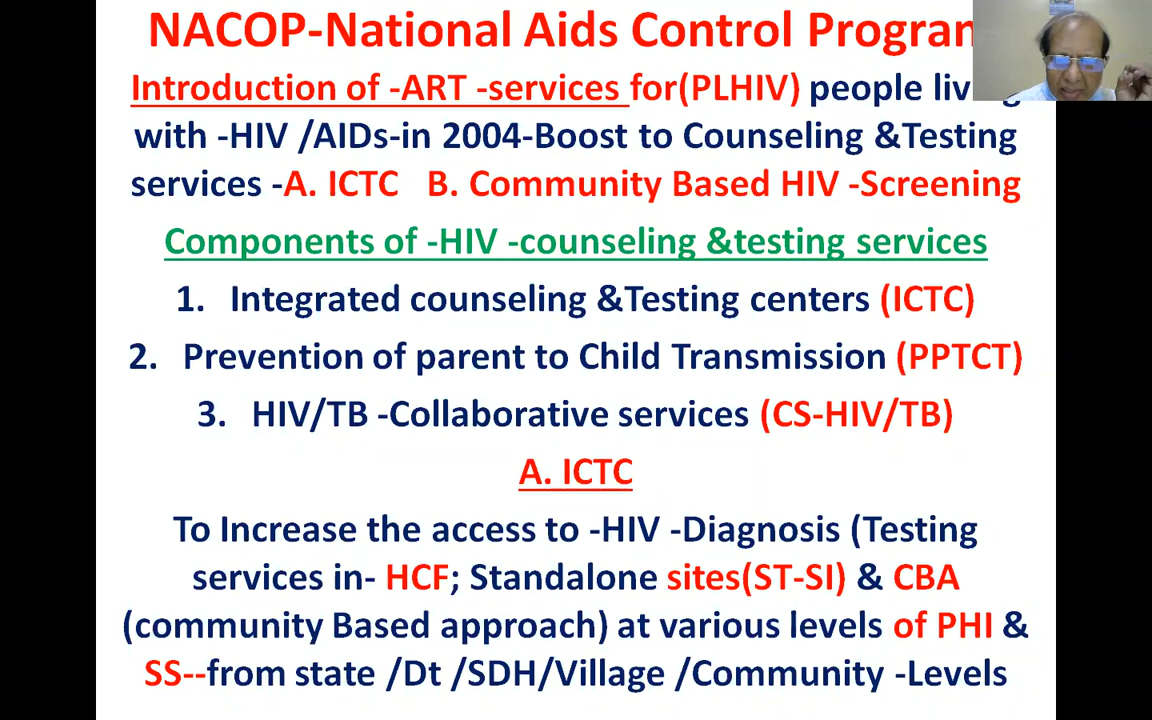 NACOP-National Aids Control Program
Introduction of -ART -services for(PLHIV) people living
with -HIV /AIDs-in 2004-Boost to Counseling &Testing
services -A. ICTC B. Community Based HIV -Screening
Components of -HIV -counseling &testing services
1. Integrated counseling &Testing centers (ICTC)
2. Prevention of parent to Child Transmission (PPTCT)
3. HIV/TB -Collaborative services (CS-HIV/TB)
A. ICTC
To Increase the access to -HIV -Diagnosis (Testing
services in- HCF; Standalone sites(ST-SI) & CBA
(community Based approach) at various levels of PHI &
SS--from state /Dt /SDH/Village /Community -Levels